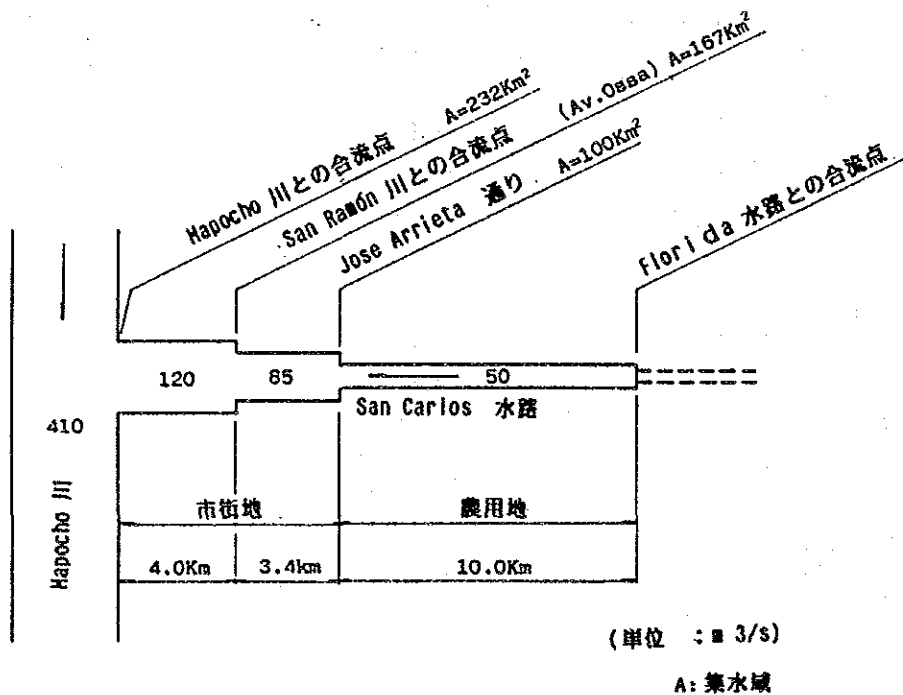 Mapocho 川との合流点 A=232Km²
San Ramón 川との合流点 (Av.Ossa) A=167Km²
Jose Arrieta 通り A=100Km²
Florida 水路との合流点
120 85 50
San Carlos 水路
410
Mapocho 川
市街地 農用地
4.0Km 3.4km 10.0Km
(単位 : m 3/s)
A: 集水域